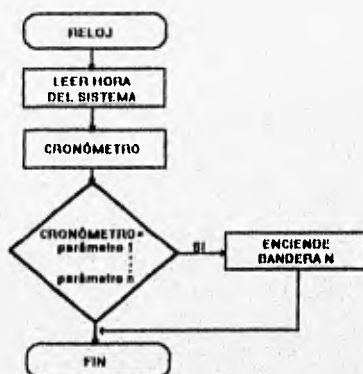 RELOJ
LEER HORA
DEL SISTEMA
CRONÓMETRO
CRONÓMETRO=
parámetro 1
parámetro n
SI
ENCIENDE
BANDERA N
FIN